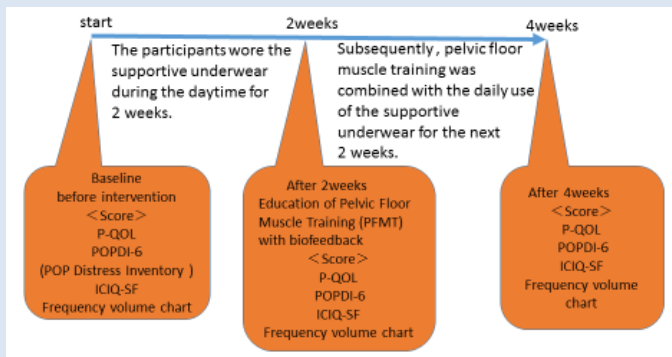 start
2weeks
4weeks
The participants wore the
supportive underwear
during the daytime for
2 weeks.
Subsequently , pelvic floor
muscle training was
combined with the daily use
of the supportive
underwear for the next
2 weeks.
Baseline
before intervention
＜Score＞
P-QOL
POPDI-6
(POP Distress Inventory )
ICIQ-SF
Frequency volume chart
After 2weeks
Education of Pelvic Floor
Muscle Training (PFMT)
with biofeedback
＜Score＞
P-QOL
POPDI-6
ICIQ-SF
Frequency volume chart
After 4weeks
＜Score＞
P-QOL
POPDI-6
ICIQ-SF
Frequency volume
chart